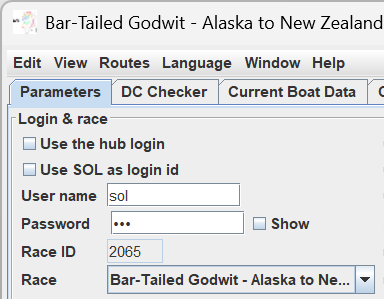 Bar-Tailed Godwit - Alaska to New Zealand
Edit View Routes Language Window Help
Parameters DC Checker Current Boat Data
Login & race
Use the hub login
Use SOL as login id
User name sol
Password ••• Show
Race ID 2065
Race Bar-Tailed Godwit - Alaska to Ne...